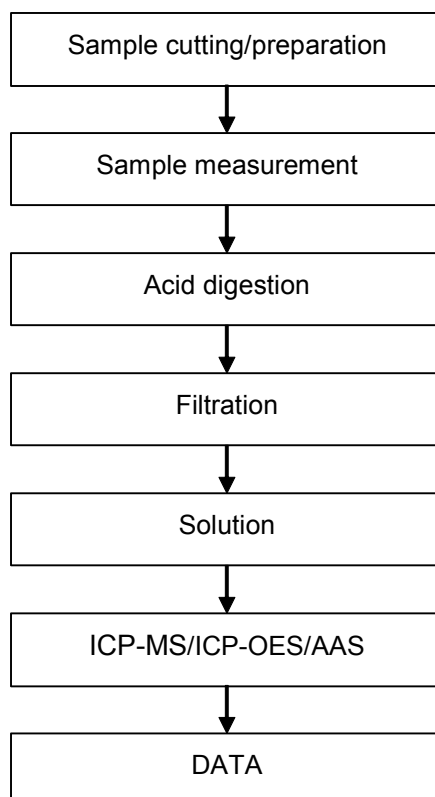 Sample cutting/preparation
Sample measurement
Acid digestion
Filtration
Solution
ICP-MS/ICP-OES/AAS
DATA